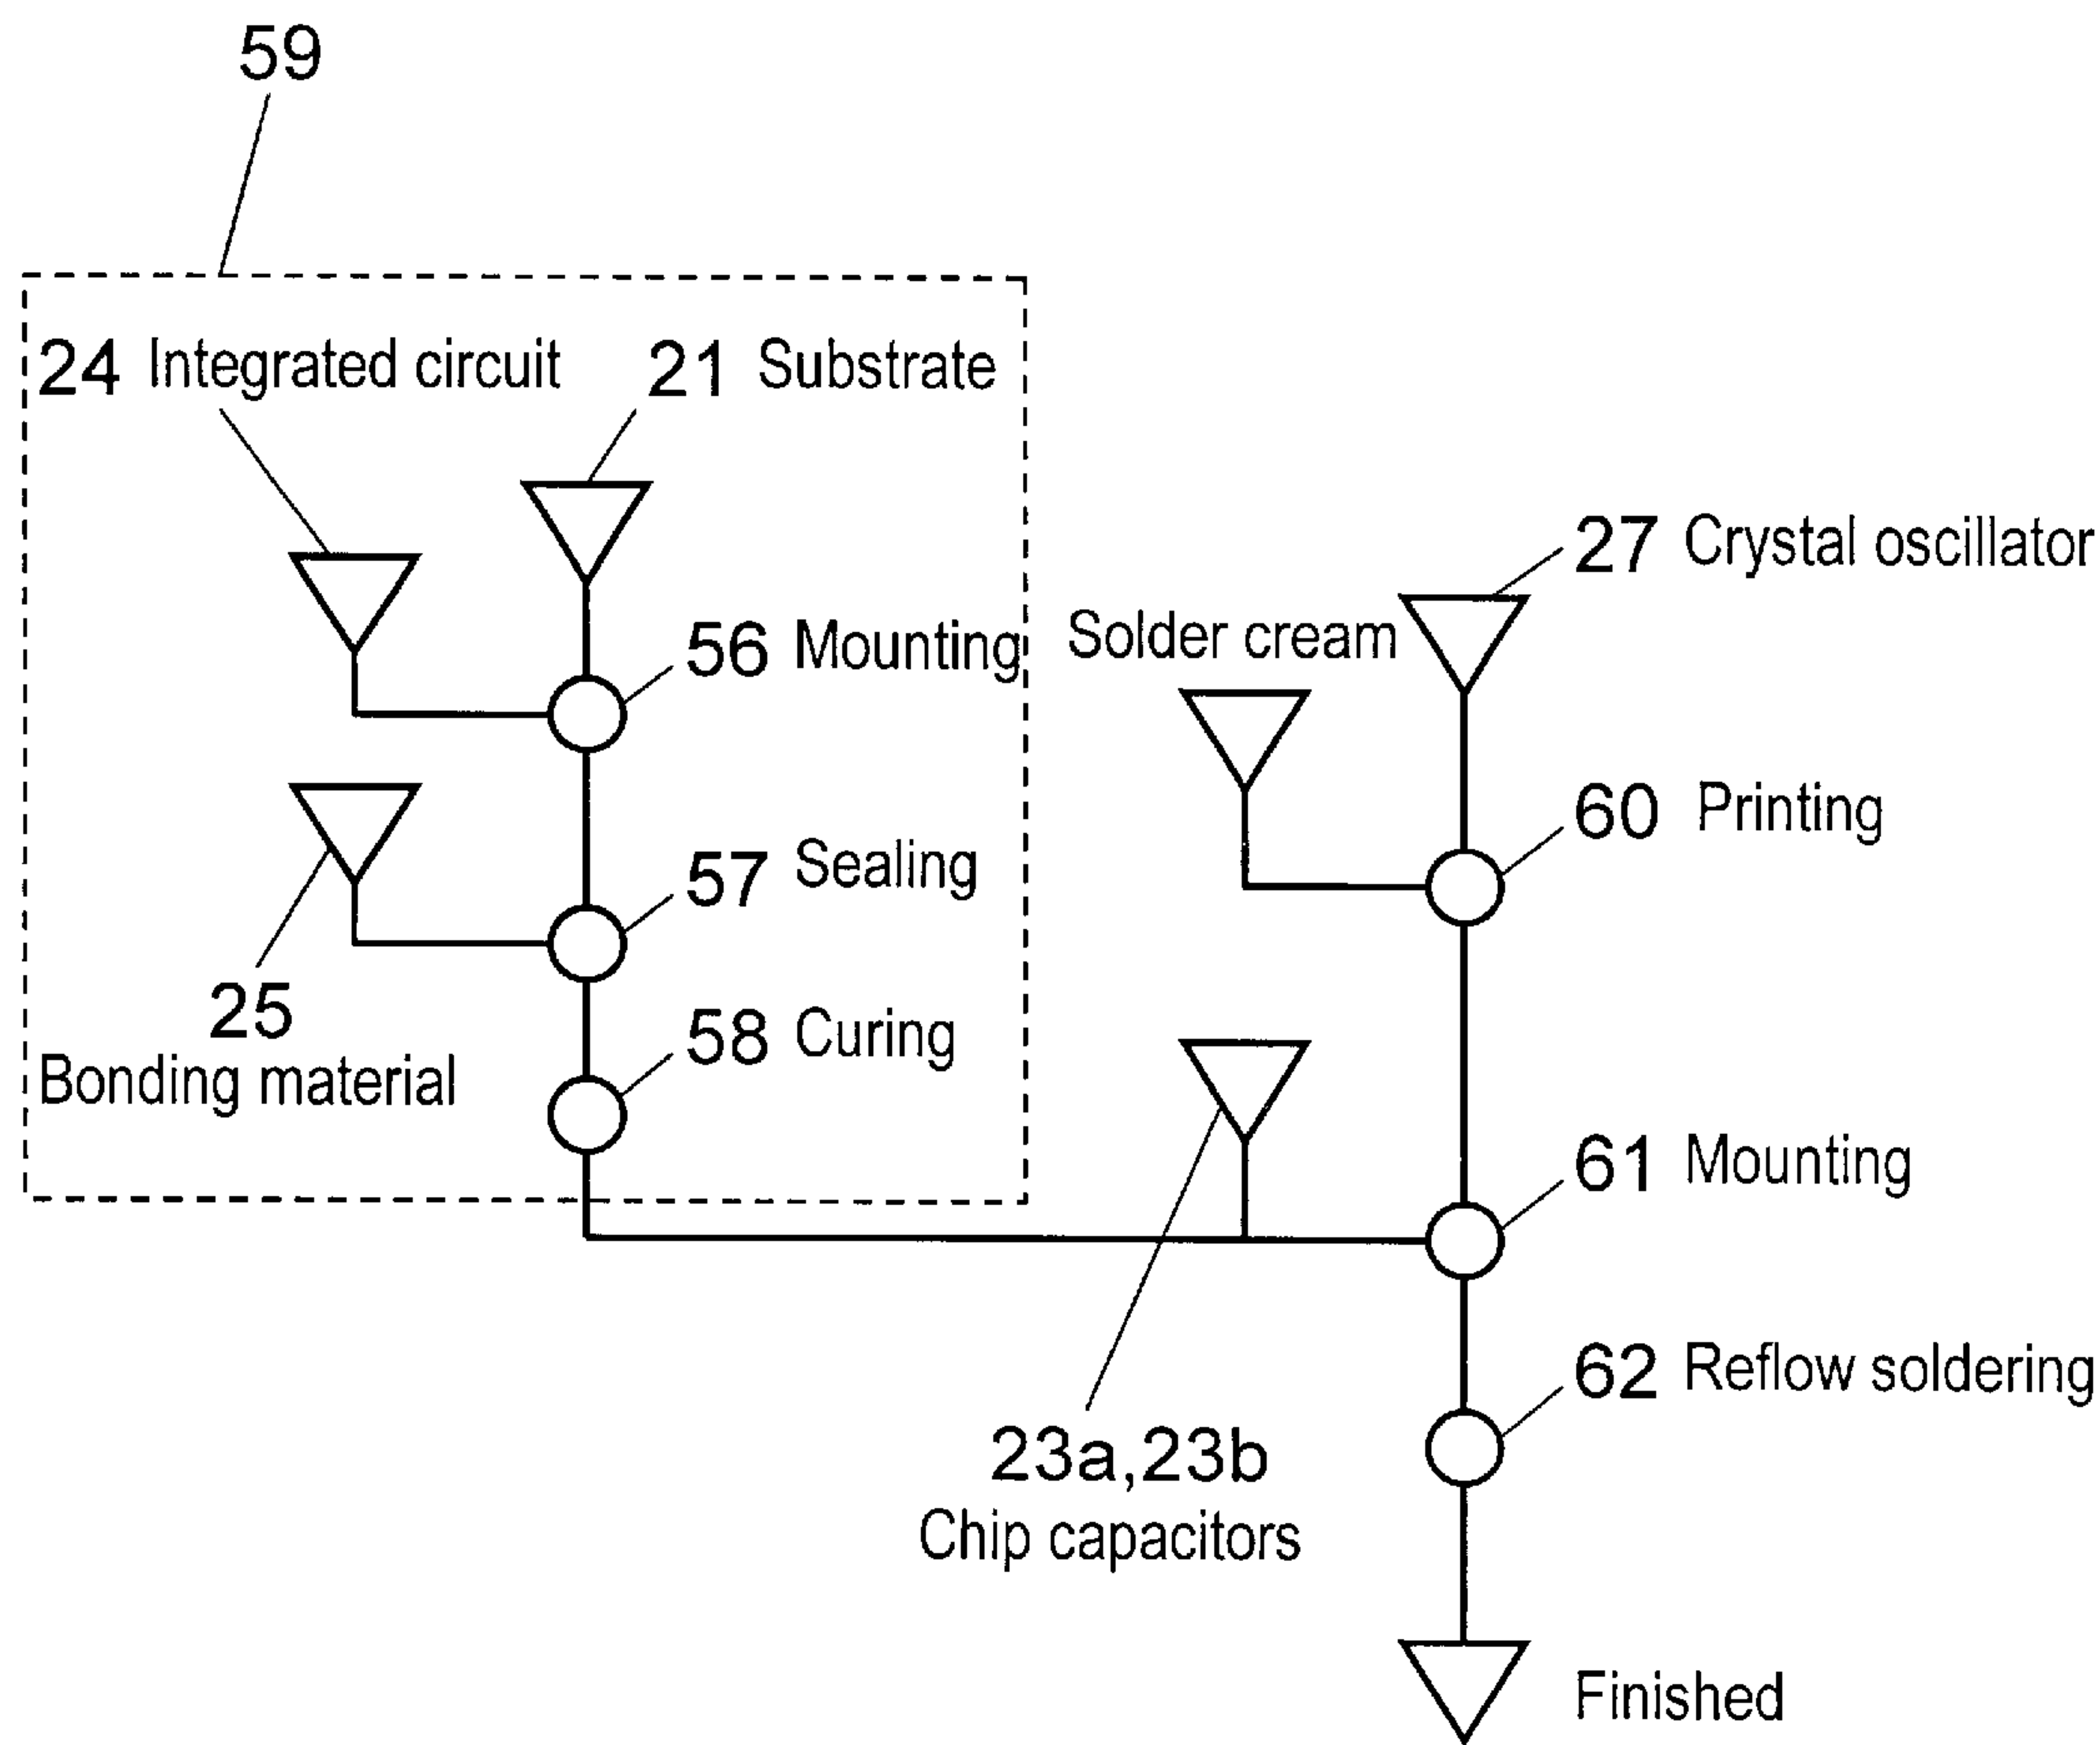 59
24 Integrated circuit
21 Substrate
27 Crystal oscillator
56 Mounting
Solder cream
60 Printing
57 Sealing
25
Bonding material
58 Curing
61 Mounting
62 Reflow soldering
23a,23b
Chip capacitors
Finished